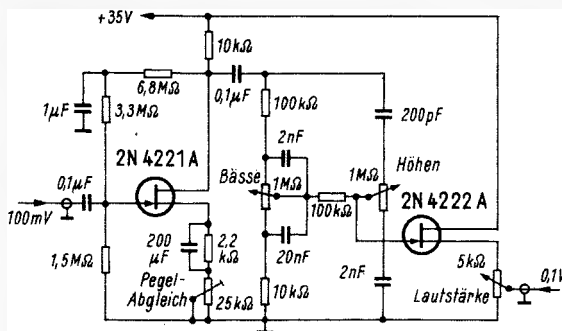 +35V
10kΩ
6,8MΩ
0,1µF
1µF
3,3MΩ
100kΩ
200pF
2nF
2N 4221A
Bässe
1MΩ
1MΩ
Höhen
0,1µF
100kΩ
2N 4222A
100mV
200
µF
2,2
kΩ
20nF
1,5MΩ
Pegel-
Abgleich
25kΩ
10kΩ
2nF
5kΩ
0,1V
Lautstärke